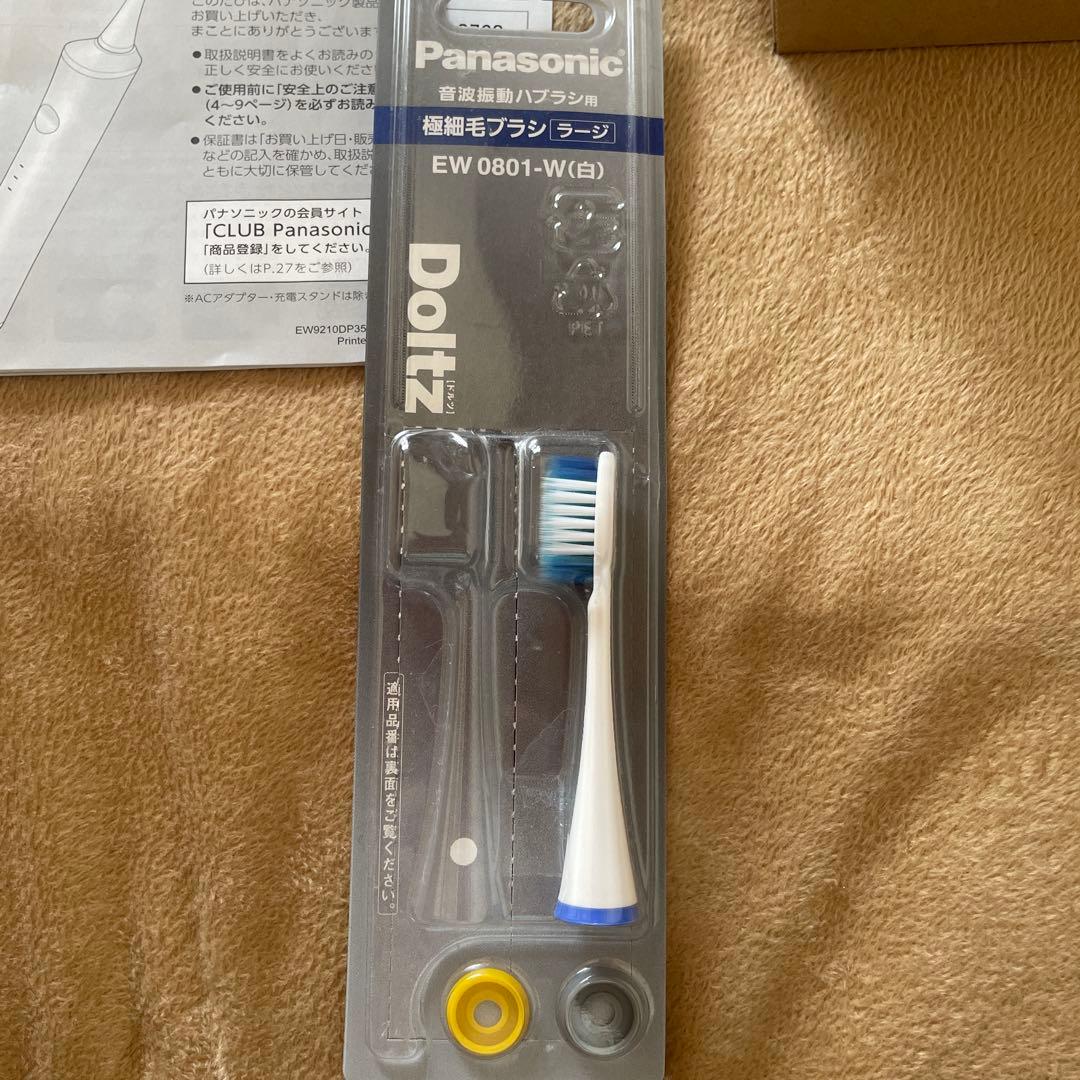 お買い上げいただき、
まことにありがとうございます
●取扱説明書をよくお読みの
正しく安全にお使いくださ
●ご使用前に「安全上のご注意
(4〜9ページ)を必ずお読み
ください。
●保証書は「お買い上げ日・販売
などの記入を確かめ、取扱説
ともに大切に保管してくださ
パナソニックの会員サイト
「CLUB Panasonic
「商品登録」をしてください。
(詳しくはP.27をご参照)
※ACアダプター・充電スタンドは除き
EW9210DP35
Printe
Panasonic
音波振動ハブラシ用
極細毛ブラシ ラージ
EW 0801-W(白)
PET
Doltz
[ドルツ]
適用品番は裏面をご覧ください。